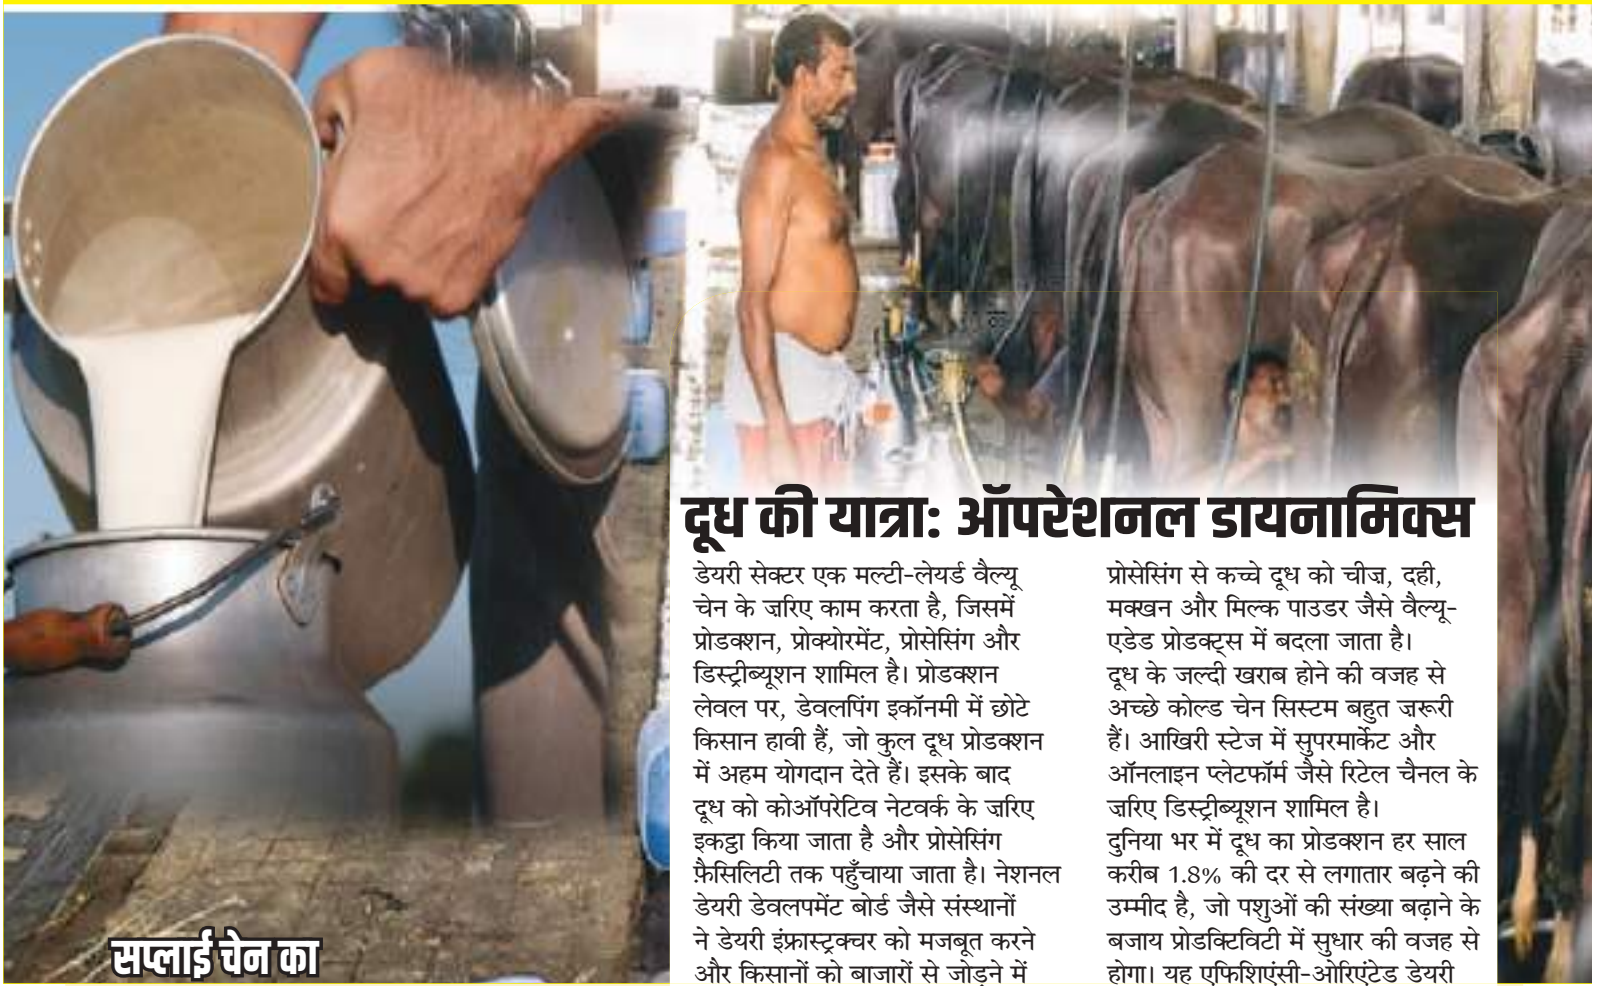 दूध की यात्रा: ऑपरेशनल डायनामिक्स
डेयरी सेक्टर एक मल्टी-लेयर्ड वैल्यू
चेन के ज़रिए काम करता है, जिसमें
प्रोडक्शन, प्रोक्योरमेंट, प्रोसेसिंग और
डिस्ट्रीब्यूशन शामिल है। प्रोडक्शन
लेवल पर, डेवलपिंग इकॉनमी में छोटे
किसान हावी हैं, जो कुल दूध प्रोडक्शन
में अहम योगदान देते हैं। इसके बाद
दूध को कोऑपरेटिव नेटवर्क के ज़रिए
इकट्ठा किया जाता है और प्रोसेसिंग
फ़ैसिलिटी तक पहुँचाया जाता है। नेशनल
डेयरी डेवलपमेंट बोर्ड जैसे संस्थानों
ने डेयरी इंफ्रास्ट्रक्चर को मजबूत करने
और किसानों को बाजारों से जोड़ने में
प्रोसेसिंग से कच्चे दूध को चीज़, दही,
मक्खन और मिल्क पाउडर जैसे वैल्यू-
एडेड प्रोडक्ट्स में बदला जाता है।
दूध के जल्दी खराब होने की वजह से
अच्छे कोल्ड चेन सिस्टम बहुत ज़रूरी
हैं। आखिरी स्टेज में सुपरमार्केट और
ऑनलाइन प्लेटफॉर्म जैसे रिटेल चैनल के
ज़रिए डिस्ट्रीब्यूशन शामिल है।
दुनिया भर में दूध का प्रोडक्शन हर साल
करीब 1.8% की दर से लगातार बढ़ने की
उम्मीद है, जो पशुओं की संख्या बढ़ाने के
बजाय प्रोडक्टिविटी में सुधार की वजह से
होगा। यह एफिशिएंसी-ओरिएंटेड डेयरी
सप्लाई चेन का